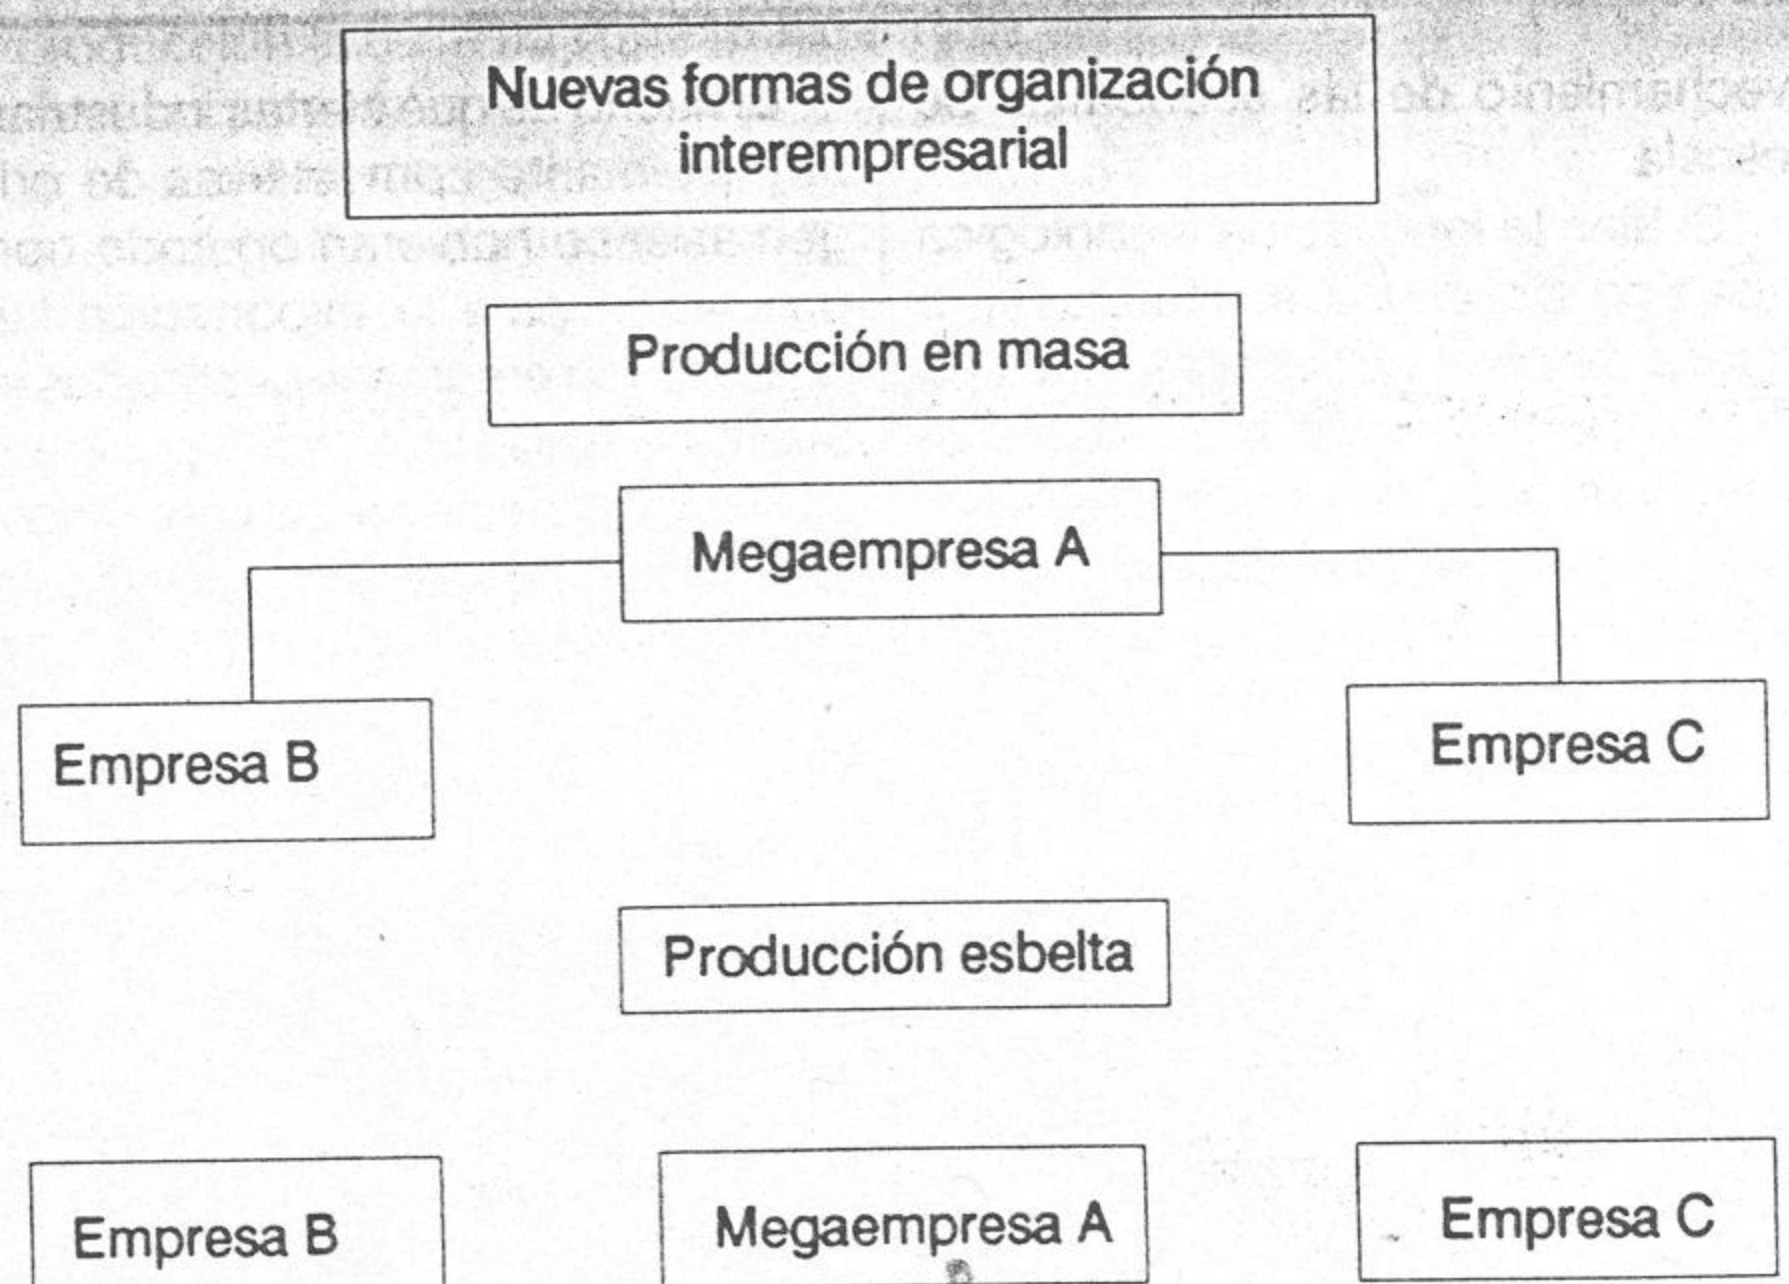 Nuevas formas de organización
interempresarial
Producción en masa
Megaempresa A
Empresa B
Empresa C
Producción esbelta
Empresa B
Megaempresa A
Empresa C